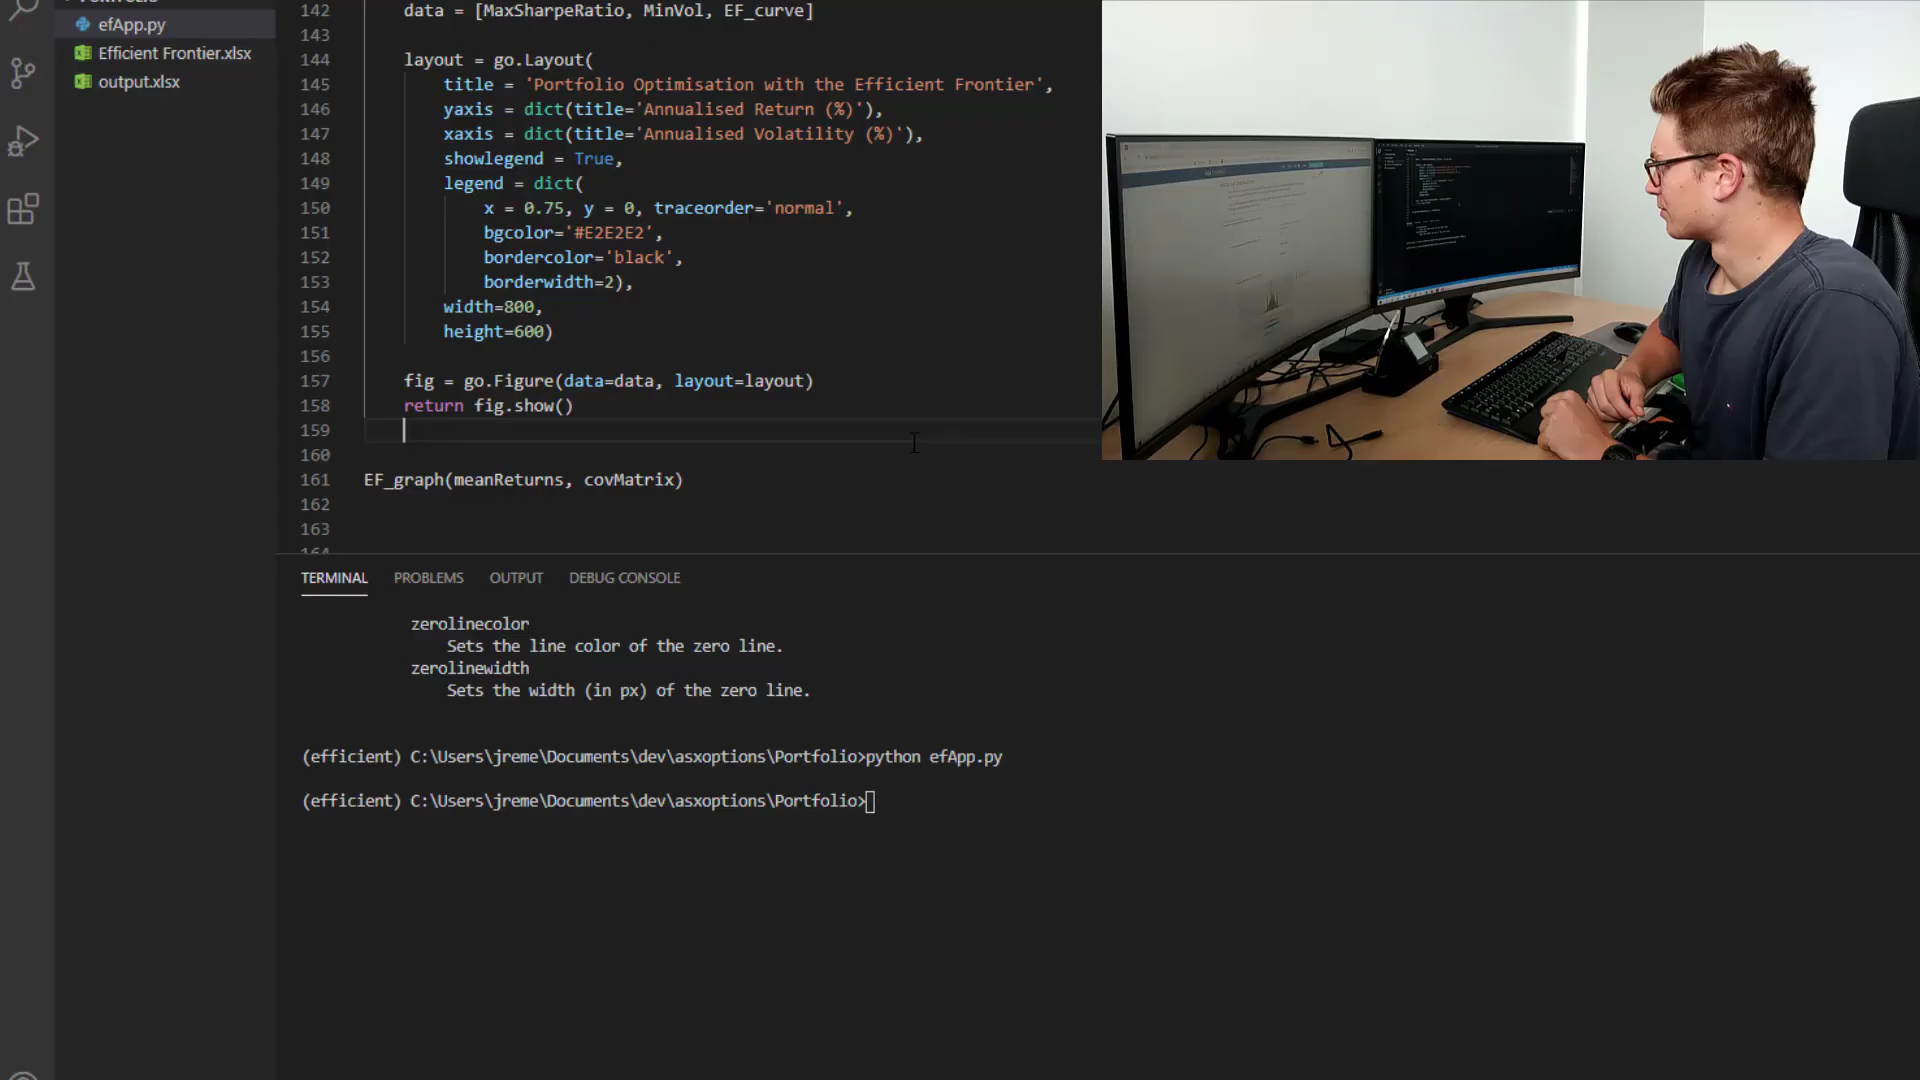 efApp.py
Efficient Frontier.xlsx
output.xlsx
142 data = [MaxSharpeRatio, MinVol, EF_curve]
143
144 layout = go.Layout(
145 title = 'Portfolio Optimisation with the Efficient Frontier',
146 yaxis = dict(title='Annualised Return (%)'),
147 xaxis = dict(title='Annualised Volatility (%)'),
148 showlegend = True,
149 legend = dict(
150 x = 0.75, y = 0, traceorder='normal',
151 bgcolor='#E2E2E2',
152 bordercolor='black',
153 borderwidth=2),
154 width=800,
155 height=600)
156
157 fig = go.Figure(data=data, layout=layout)
158 return fig.show()
159
160
161 EF_graph(meanReturns, covMatrix)
162
163
164
TERMINAL PROBLEMS OUTPUT DEBUG CONSOLE
zerolinecolor
Sets the line color of the zero line.
zerolinewidth
Sets the width (in px) of the zero line.
(efficient) C:\Users\jreme\Documents\dev\asxoptions\Portfolio>python efApp.py
(efficient) C:\Users\jreme\Documents\dev\asxoptions\Portfolio>